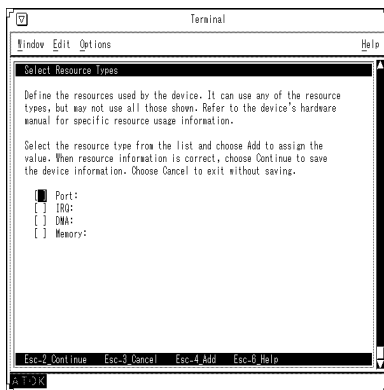 Terminal
Window Edit Options Help
Select Resource Types
Define the resources used by the device. It can use any of the resource
types, but may not use all those shown. Refer to the device's hardware
manual for specific resource usage information.
Select the resource type from the list and choose Add to assign the
value. When resource information is correct, choose Continue to save
the device information. Choose Cancel to exit without saving.
[ ] Port:
[ ] IRQ:
[ ] DMA:
[ ] Memory:
Esc-2_Continue Esc-3_Cancel Esc-4_Add Esc-6_Help
ATOK